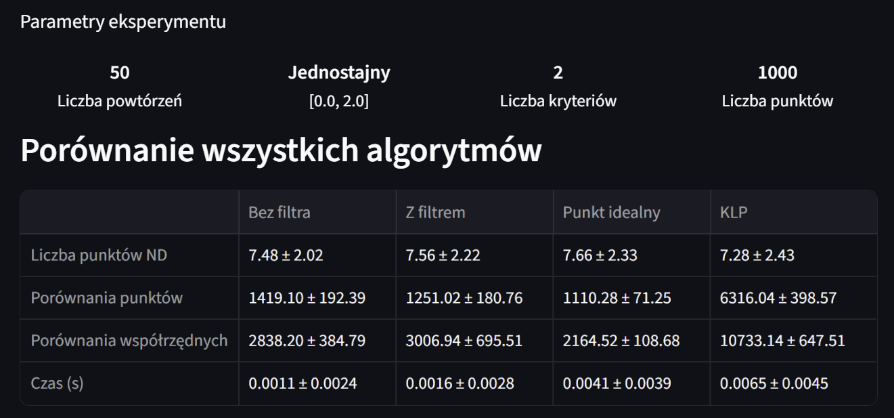 Parametry eksperymentu
50 Jednostajny 2 1000
Liczba powtórzeń [0.0, 2.0] Liczba kryteriów Liczba punktów
Porównanie wszystkich algorytmów
Bez filtra Z filtrem Punkt idealny KLP
Liczba punktów ND 7.48 ± 2.02 7.56 ± 2.22 7.66 ± 2.33 7.28 ± 2.43
Porównania punktów 1419.10 ± 192.39 1251.02 ± 180.76 1110.28 ± 71.25 6316.04 ± 398.57
Porównania współrzędnych 2838.20 ± 384.79 3006.94 ± 695.51 2164.52 ± 108.68 10733.14 ± 647.51
Czas (s) 0.0011 ± 0.0024 0.0016 ± 0.0028 0.0041 ± 0.0039 0.0065 ± 0.0045